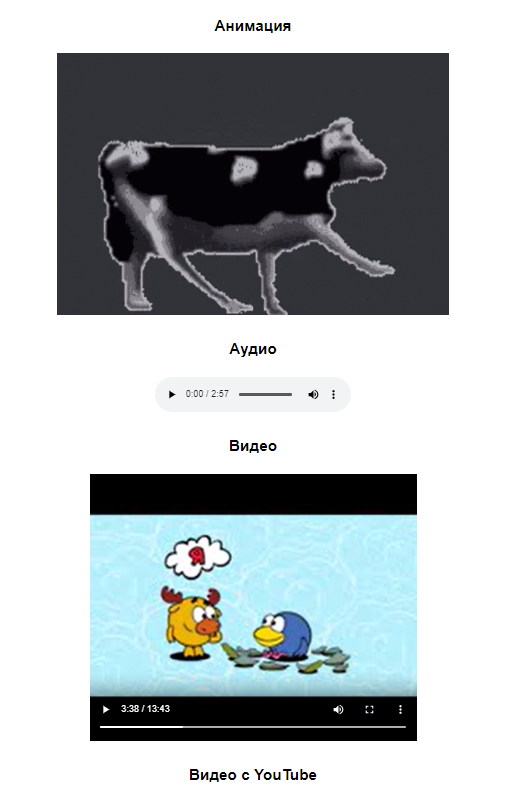 Анимация
Аудио
0:00 / 2:57
Видео
Я
3:38 / 13:43
Видео с YouTube